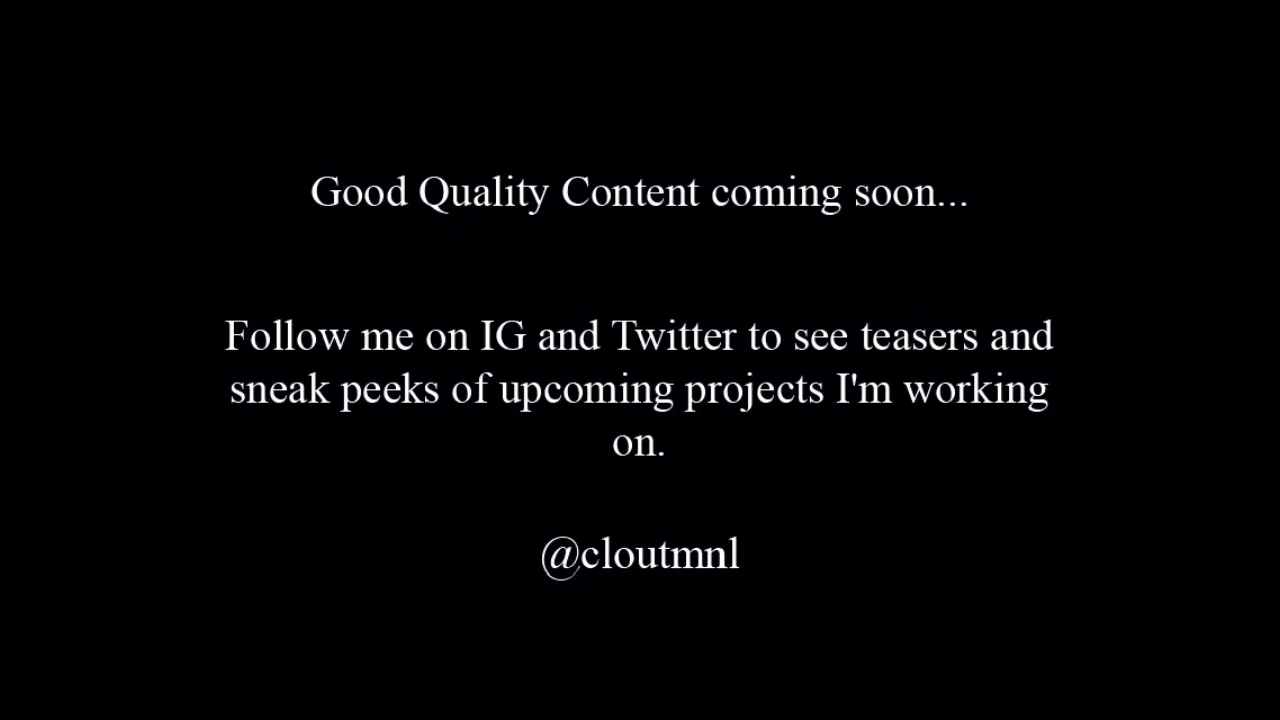 Good Quality Content coming soon...
Follow me on IG and Twitter to see teasers and
sneak peeks of upcoming projects I'm working
on.
@cloutmnl